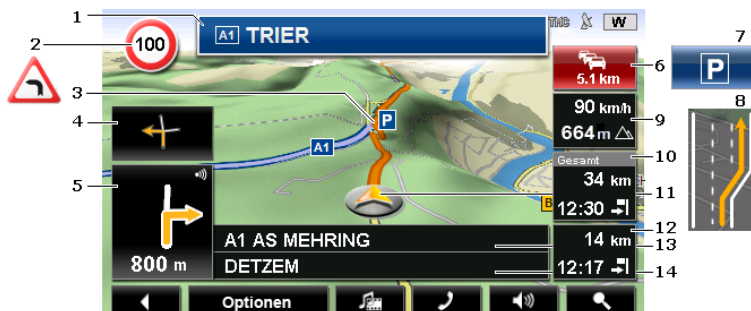 1
A1 TRIER
TMC
W
7
2
100
6
5.1 km
P
3
8
4
P
90 km/h
664 m
9
A1
10
Gesamt
5
34 km
11
B
12:30
12
A1 AS MEHRING
14 km
13
800 m
DETZEM
12:17
14
Optionen